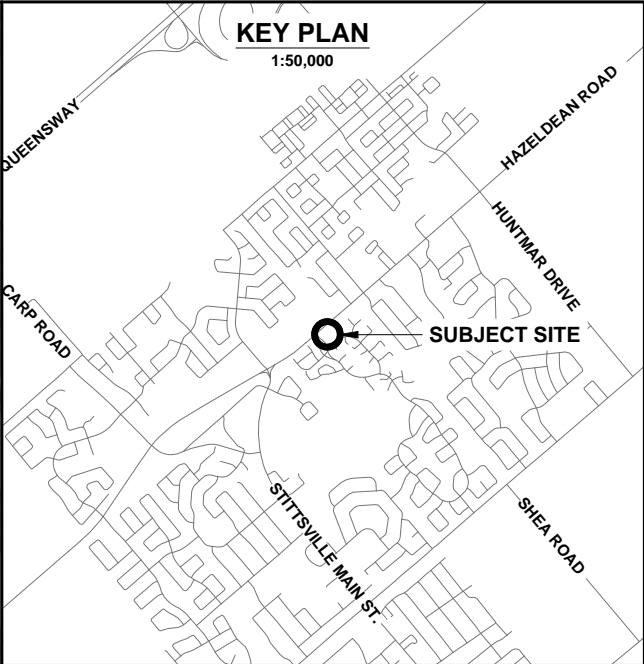 KEY PLAN
1:50,000
QUEENSWAY
HAZELDEAN ROAD
HUNTMAR DRIVE
CARP ROAD
SUBJECT SITE
STITTSVILLE MAIN ST.
SHEA ROAD